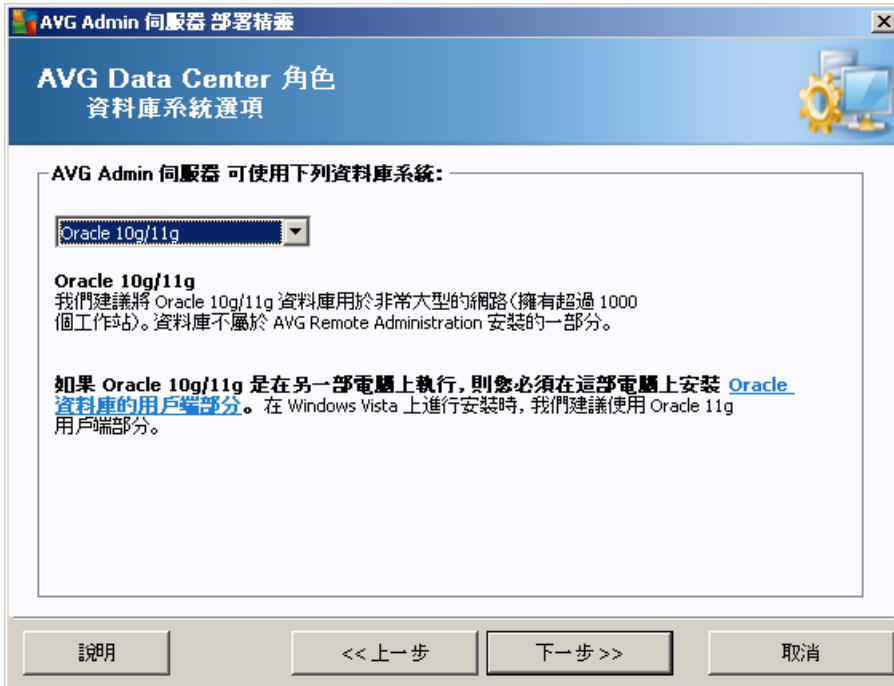 AVG Admin 伺服器 部署精靈
AVG Data Center 角色
資料庫系統選項
AVG Admin 伺服器 可使用下列資料庫系統:
Oracle 10g/11g
Oracle 10g/11g
我們建議將 Oracle 10g/11g 資料庫用於非常大型的網路(擁有超過 1000
個工作站)。資料庫不屬於 AVG Remote Administration 安裝的一部分。
如果 Oracle 10g/11g 是在另一部電腦上執行,則您必須在這部電腦上安裝 Oracle
資料庫的用戶端部分。在 Windows Vista 上進行安裝時,我們建議使用 Oracle 11g
用戶端部分。
說明
<<上一步
下一步>>
取消